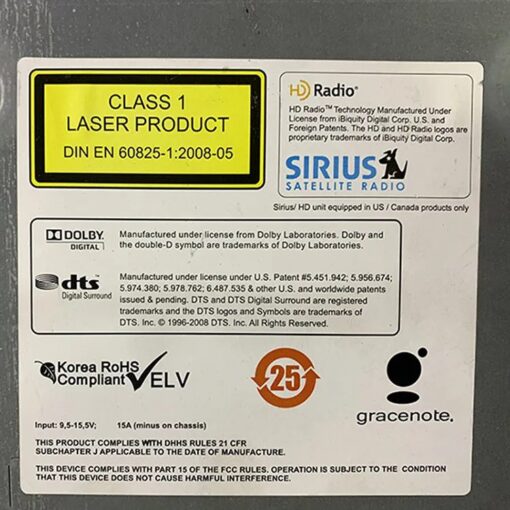 CLASS 1
LASER PRODUCT
DIN EN 60825-1:2008-05
HD Radio®
HD Radio™ Technology Manufactured Under
License from iBiquity Digital Corp. U.S. and
Foreign Patents. The HD and HD Radio logos are
proprietary trademarks of iBiquity Digital Corp.
SIRIUS
SATELLITE RADIO
Sirius/ HD unit equipped in US / Canada products only
DOLBY
DIGITAL
Manufactured under license from Dolby Laboratories. Dolby and
the double-D symbol are trademarks of Dolby Laboratories.
dts
Digital Surround
Manufactured under license under U.S. Patent #5.451.942; 5.956.674;
5.974.380; 5.978.762; 6.487.535 & other U.S. and worldwide patents
issued & pending. DTS and DTS Digital Surround are registered
trademarks and the DTS logos and Symbols are trademarks of
DTS. Inc. © 1996-2008 DTS. Inc. All Rights Reserved.
Korea RoHS
Compliant
ELV
25
gracenote.
Input: 9,5-15,5V; 15A (minus on chassis)
THIS PRODUCT COMPLIES WITH DHHS RULES 21 CFR
SUBCHAPTER J APPLICABLE TO THE DATE OF MANUFACTURE.
THIS DEVICE COMPLIES WITH PART 15 OF THE FCC RULES. OPERATION IS SUBJECT TO THE CONDITION
THAT THIS DEVICE DOES NOT CAUSE HARMFUL INTERFERENCE.